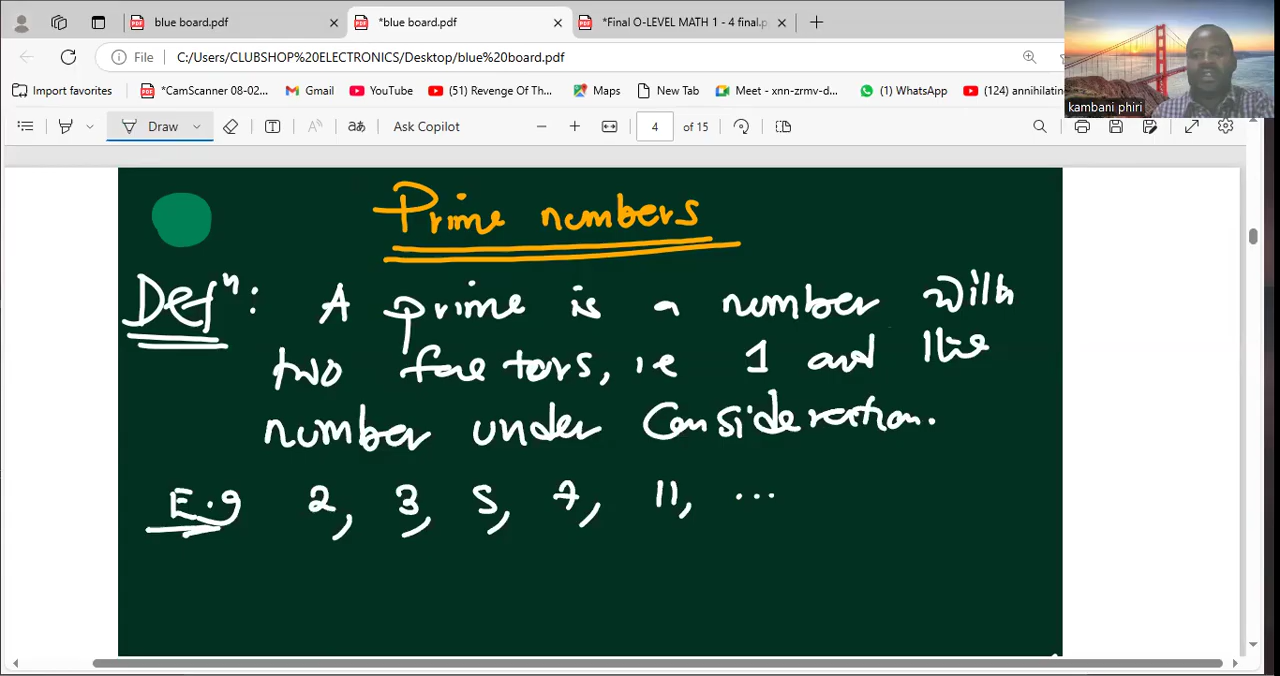 blue board.pdf
*blue board.pdf
*Final O-LEVEL MATH 1 - 4 final.p
File
C:/Users/CLUBSHOP%20ELECTRONICS/Desktop/blue%20board.pdf
Import favorites
*CamScanner 08-02...
Gmail
YouTube
(51) Revenge Of Th...
Maps
New Tab
Meet - xnn-zrmv-d...
(1) WhatsApp
(124) annihilatin
kambani phiri
Draw
Ask Copilot
4 of 15
Prime numbers
Defn: A prime is a number with
two factors, ie 1 and the
number under Consideration.
E.g 2, 3, 5, 7, 11, ...